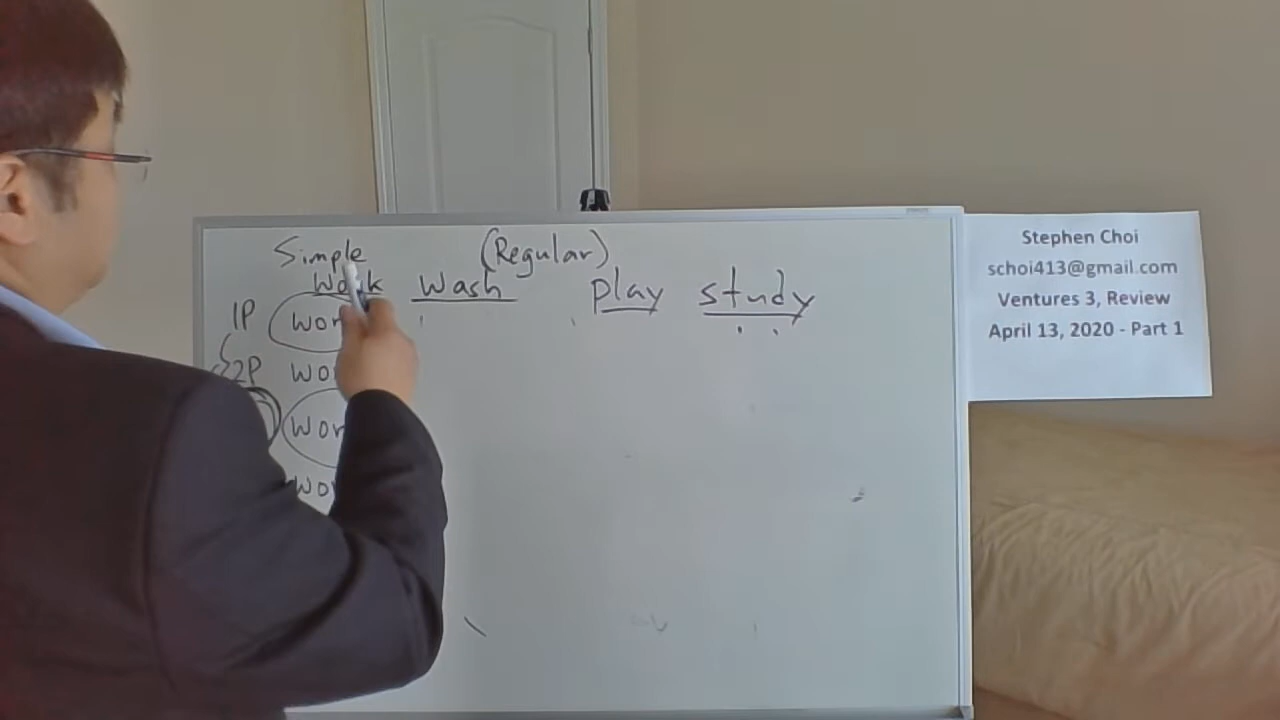 Simple (Regular)
Work Wash play study
1P
2P
Stephen Choi
schoi413@gmail.com
Ventures 3, Review
April 13, 2020 - Part 1